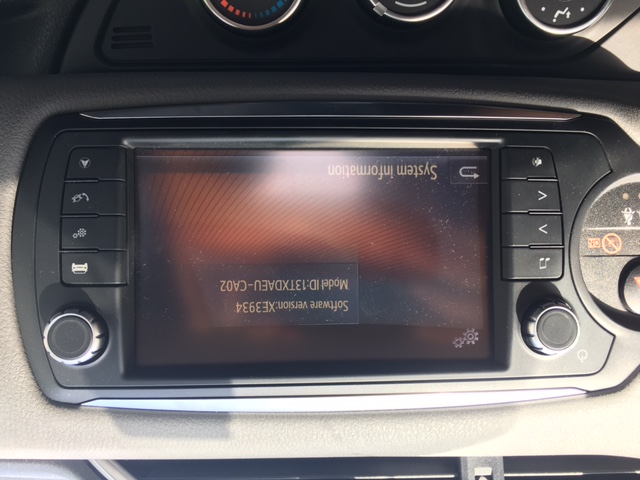 System information
Software version:XE3934
Model ID:13TXDAEU-CA02